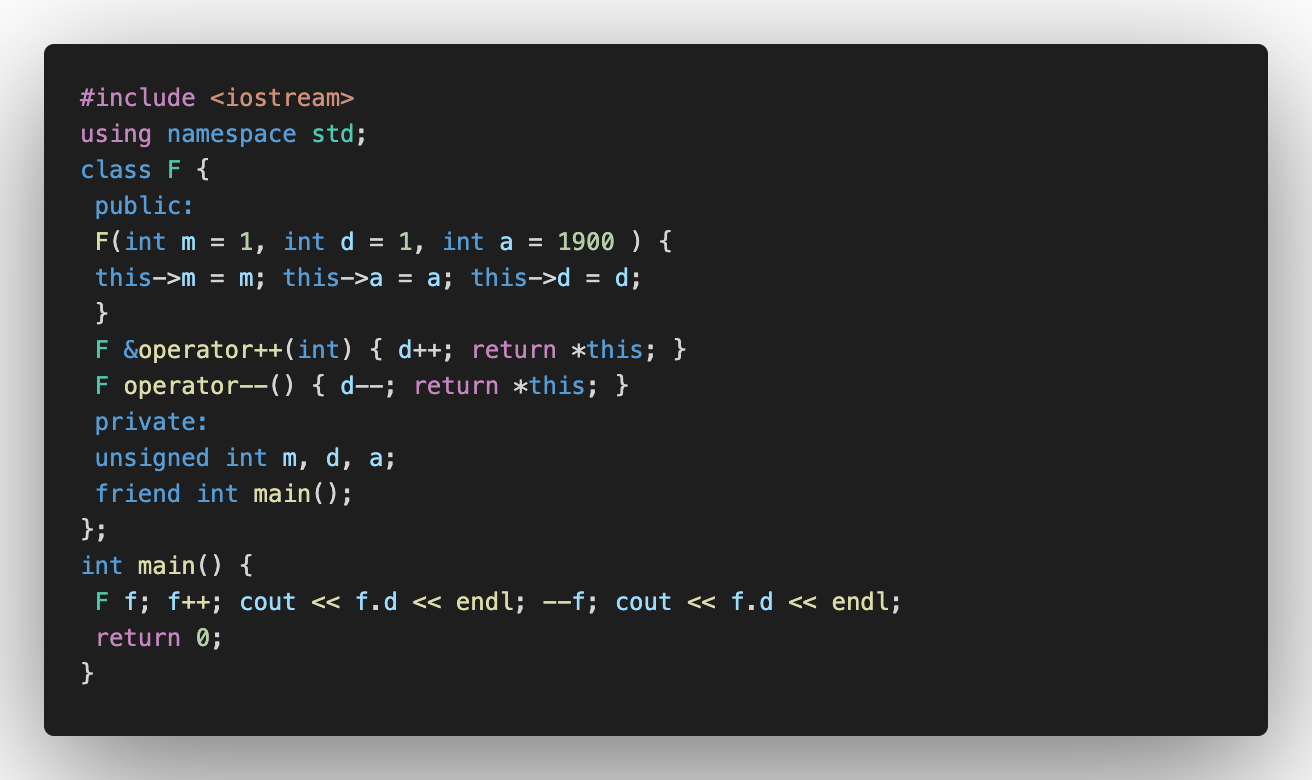 #include <iostream>
using namespace std;
class F {
 public:
 F(int m = 1, int d = 1, int a = 1900 ) {
 this->m = m; this->a = a; this->d = d;
 }
 F &operator++(int) { d++; return *this; }
 F operator--() { d--; return *this; }
 private:
 unsigned int m, d, a;
 friend int main();
};
int main() {
 F f; f++; cout << f.d << endl; --f; cout << f.d << endl;
 return 0;
}